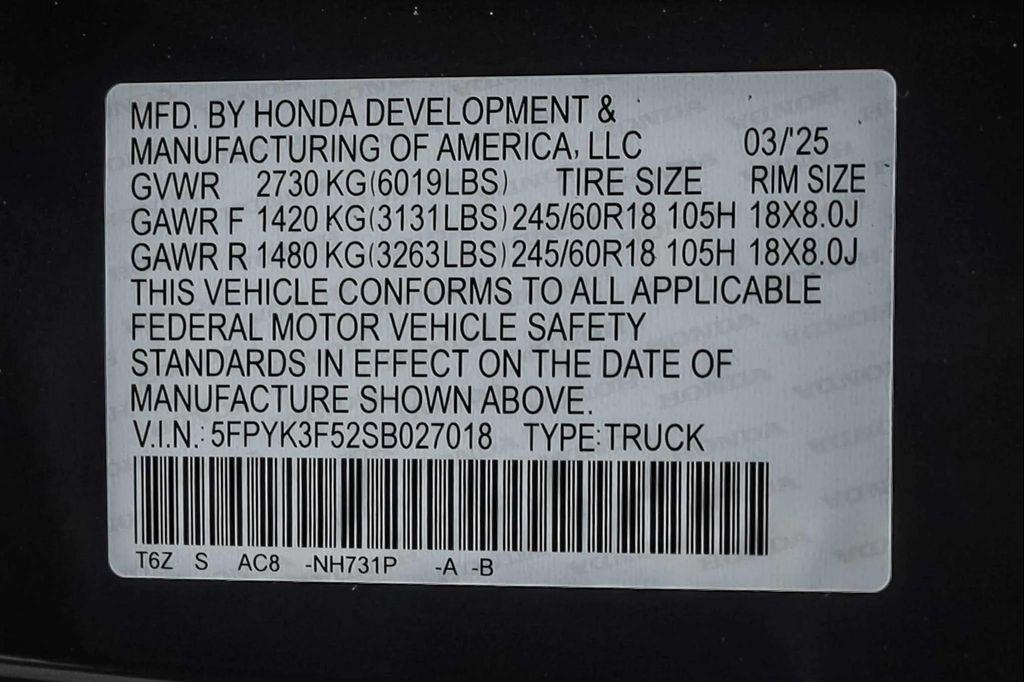 MFD. BY HONDA DEVELOPMENT &
MANUFACTURING OF AMERICA, LLC 03/'25
GVWR 2730 KG(6019LBS) TIRE SIZE RIM SIZE
GAWR F 1420 KG(3131LBS) 245/60R18 105H 18X8.0J
GAWR R 1480 KG(3263LBS) 245/60R18 105H 18X8.0J
THIS VEHICLE CONFORMS TO ALL APPLICABLE
FEDERAL MOTOR VEHICLE SAFETY
STANDARDS IN EFFECT ON THE DATE OF
MANUFACTURE SHOWN ABOVE.
V.I.N.: 5FPYK3F52SB027018 TYPE: TRUCK
T6Z S AC8 -NH731P -A -B